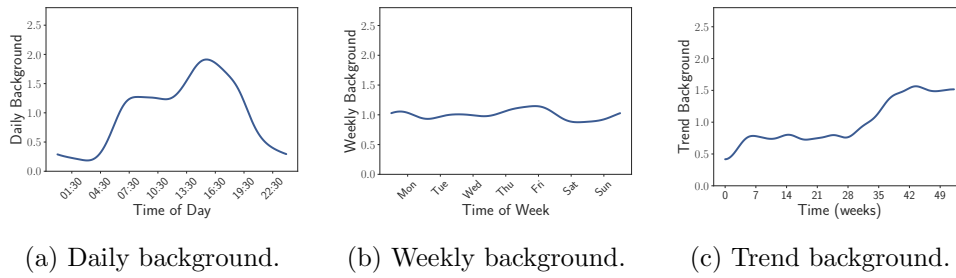 Daily Background
2.5
2.0
1.5
1.0
0.5
0.0
01:30 04:30 07:30 10:30 13:30 16:30 19:30 22:30
Time of Day
(a) Daily background.
Weekly Background
2.5
2.0
1.5
1.0
0.5
0.0
Mon Tue Wed Thu Fri Sat Sun
Time of Week
(b) Weekly background.
Trend Background
2.5
2.0
1.5
1.0
0.5
0.0
0 7 14 21 28 35 42 49
Time (weeks)
(c) Trend background.